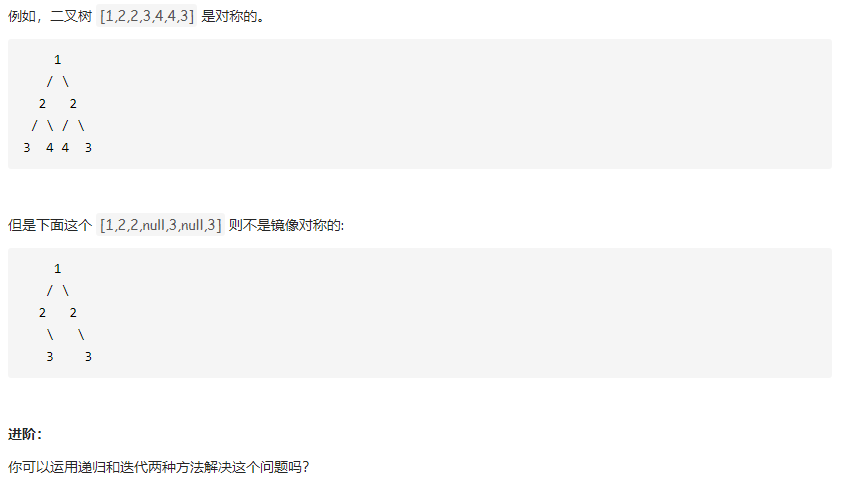 例如，二叉树 [1,2,2,3,4,4,3] 是对称的。
    1
   / \
  2   2
 / \ / \
3  4 4  3
但是下面这个 [1,2,2,null,3,null,3] 则不是镜像对称的:
    1
   / \
  2   2
   \   \
   3    3
进阶：
你可以运用递归和迭代两种方法解决这个问题吗？